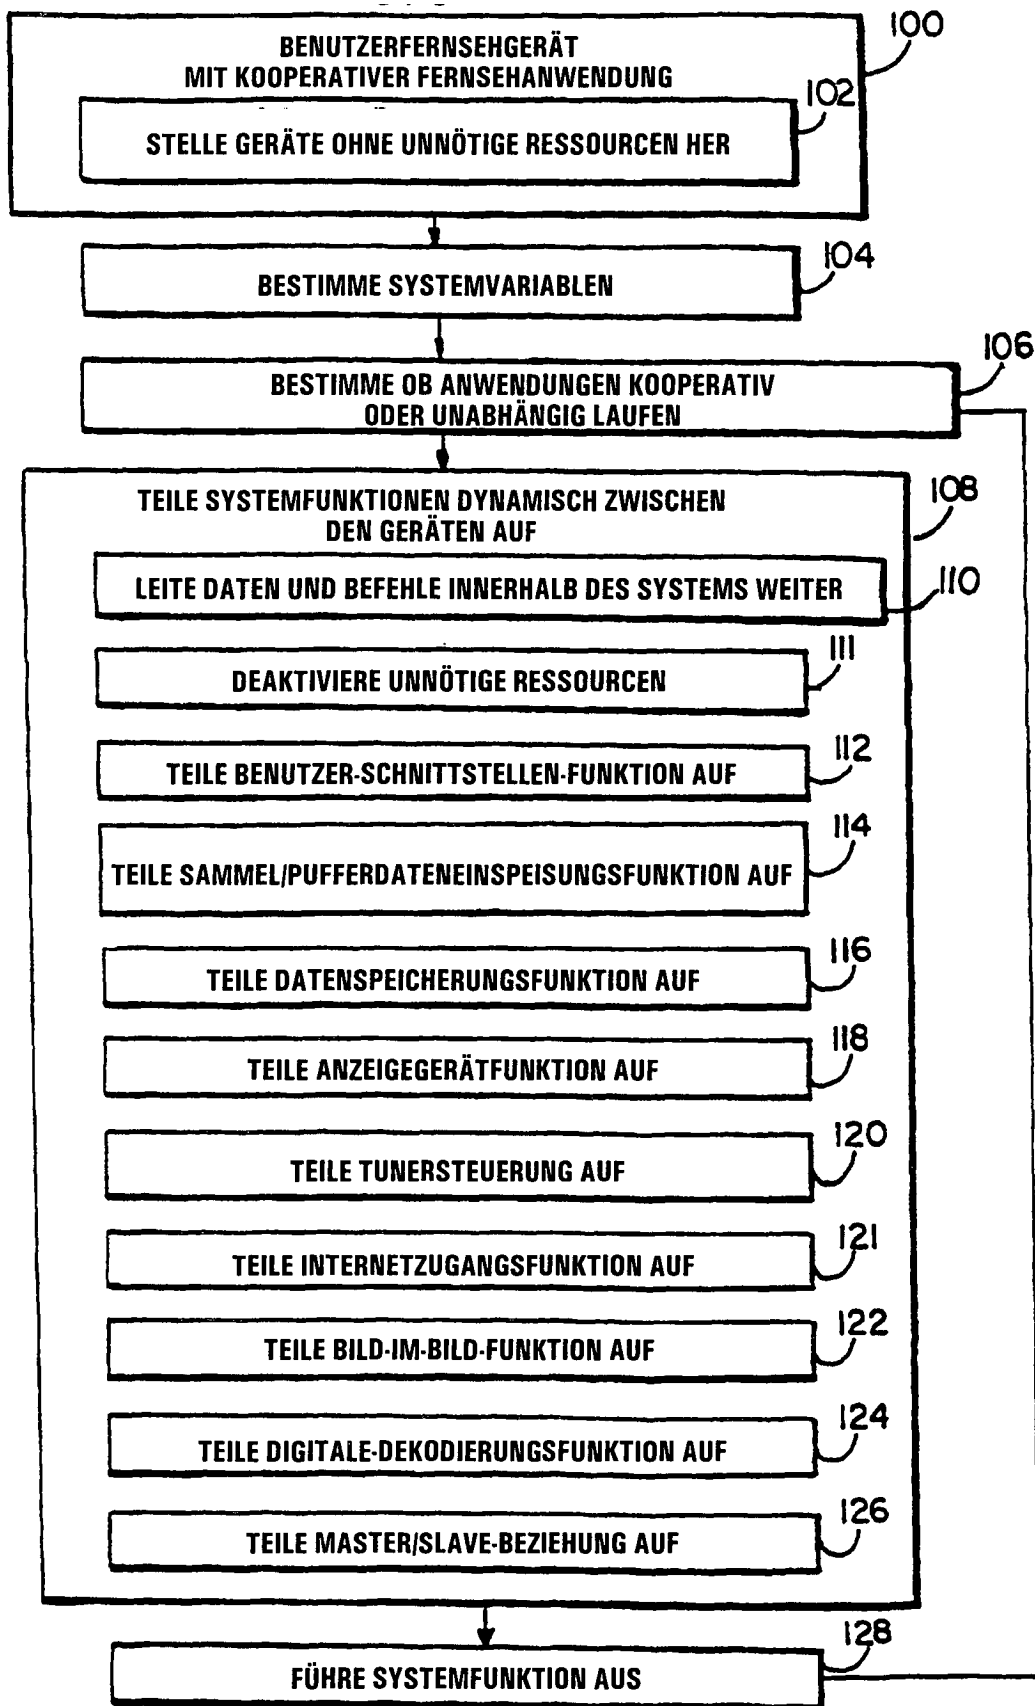 100
BENUTZERFERNSEHGERÄT
MIT KOOPERATIVER FERNSEHANWENDUNG
102
STELLE GERÄTE OHNE UNNÖTIGE RESSOURCEN HER
104
BESTIMME SYSTEMVARIABLEN
106
BESTIMME OB ANWENDUNGEN KOOPERATIV
ODER UNABHÄNGIG LAUFEN
108
TEILE SYSTEMFUNKTIONEN DYNAMISCH ZWISCHEN
DEN GERÄTEN AUF
LEITE DATEN UND BEFEHLE INNERHALB DES SYSTEMS WEITER
110
111
DEAKTIVIERE UNNÖTIGE RESSOURCEN
112
TEILE BENUTZER-SCHNITTSTELLEN-FUNKTION AUF
114
TEILE SAMMEL/PUFFERDATENEINSPEISUNGSFUNKTION AUF
116
TEILE DATENSPEICHERUNGSFUNKTION AUF
118
TEILE ANZEIGEGERÄTFUNKTION AUF
120
TEILE TUNERSTEUERUNG AUF
121
TEILE INTERNETZUGANGSFUNKTION AUF
122
TEILE BILD-IM-BILD-FUNKTION AUF
124
TEILE DIGITALE-DEKODIERUNGSFUNKTION AUF
126
TEILE MASTER/SLAVE-BEZIEHUNG AUF
128
FÜHRE SYSTEMFUNKTION AUS